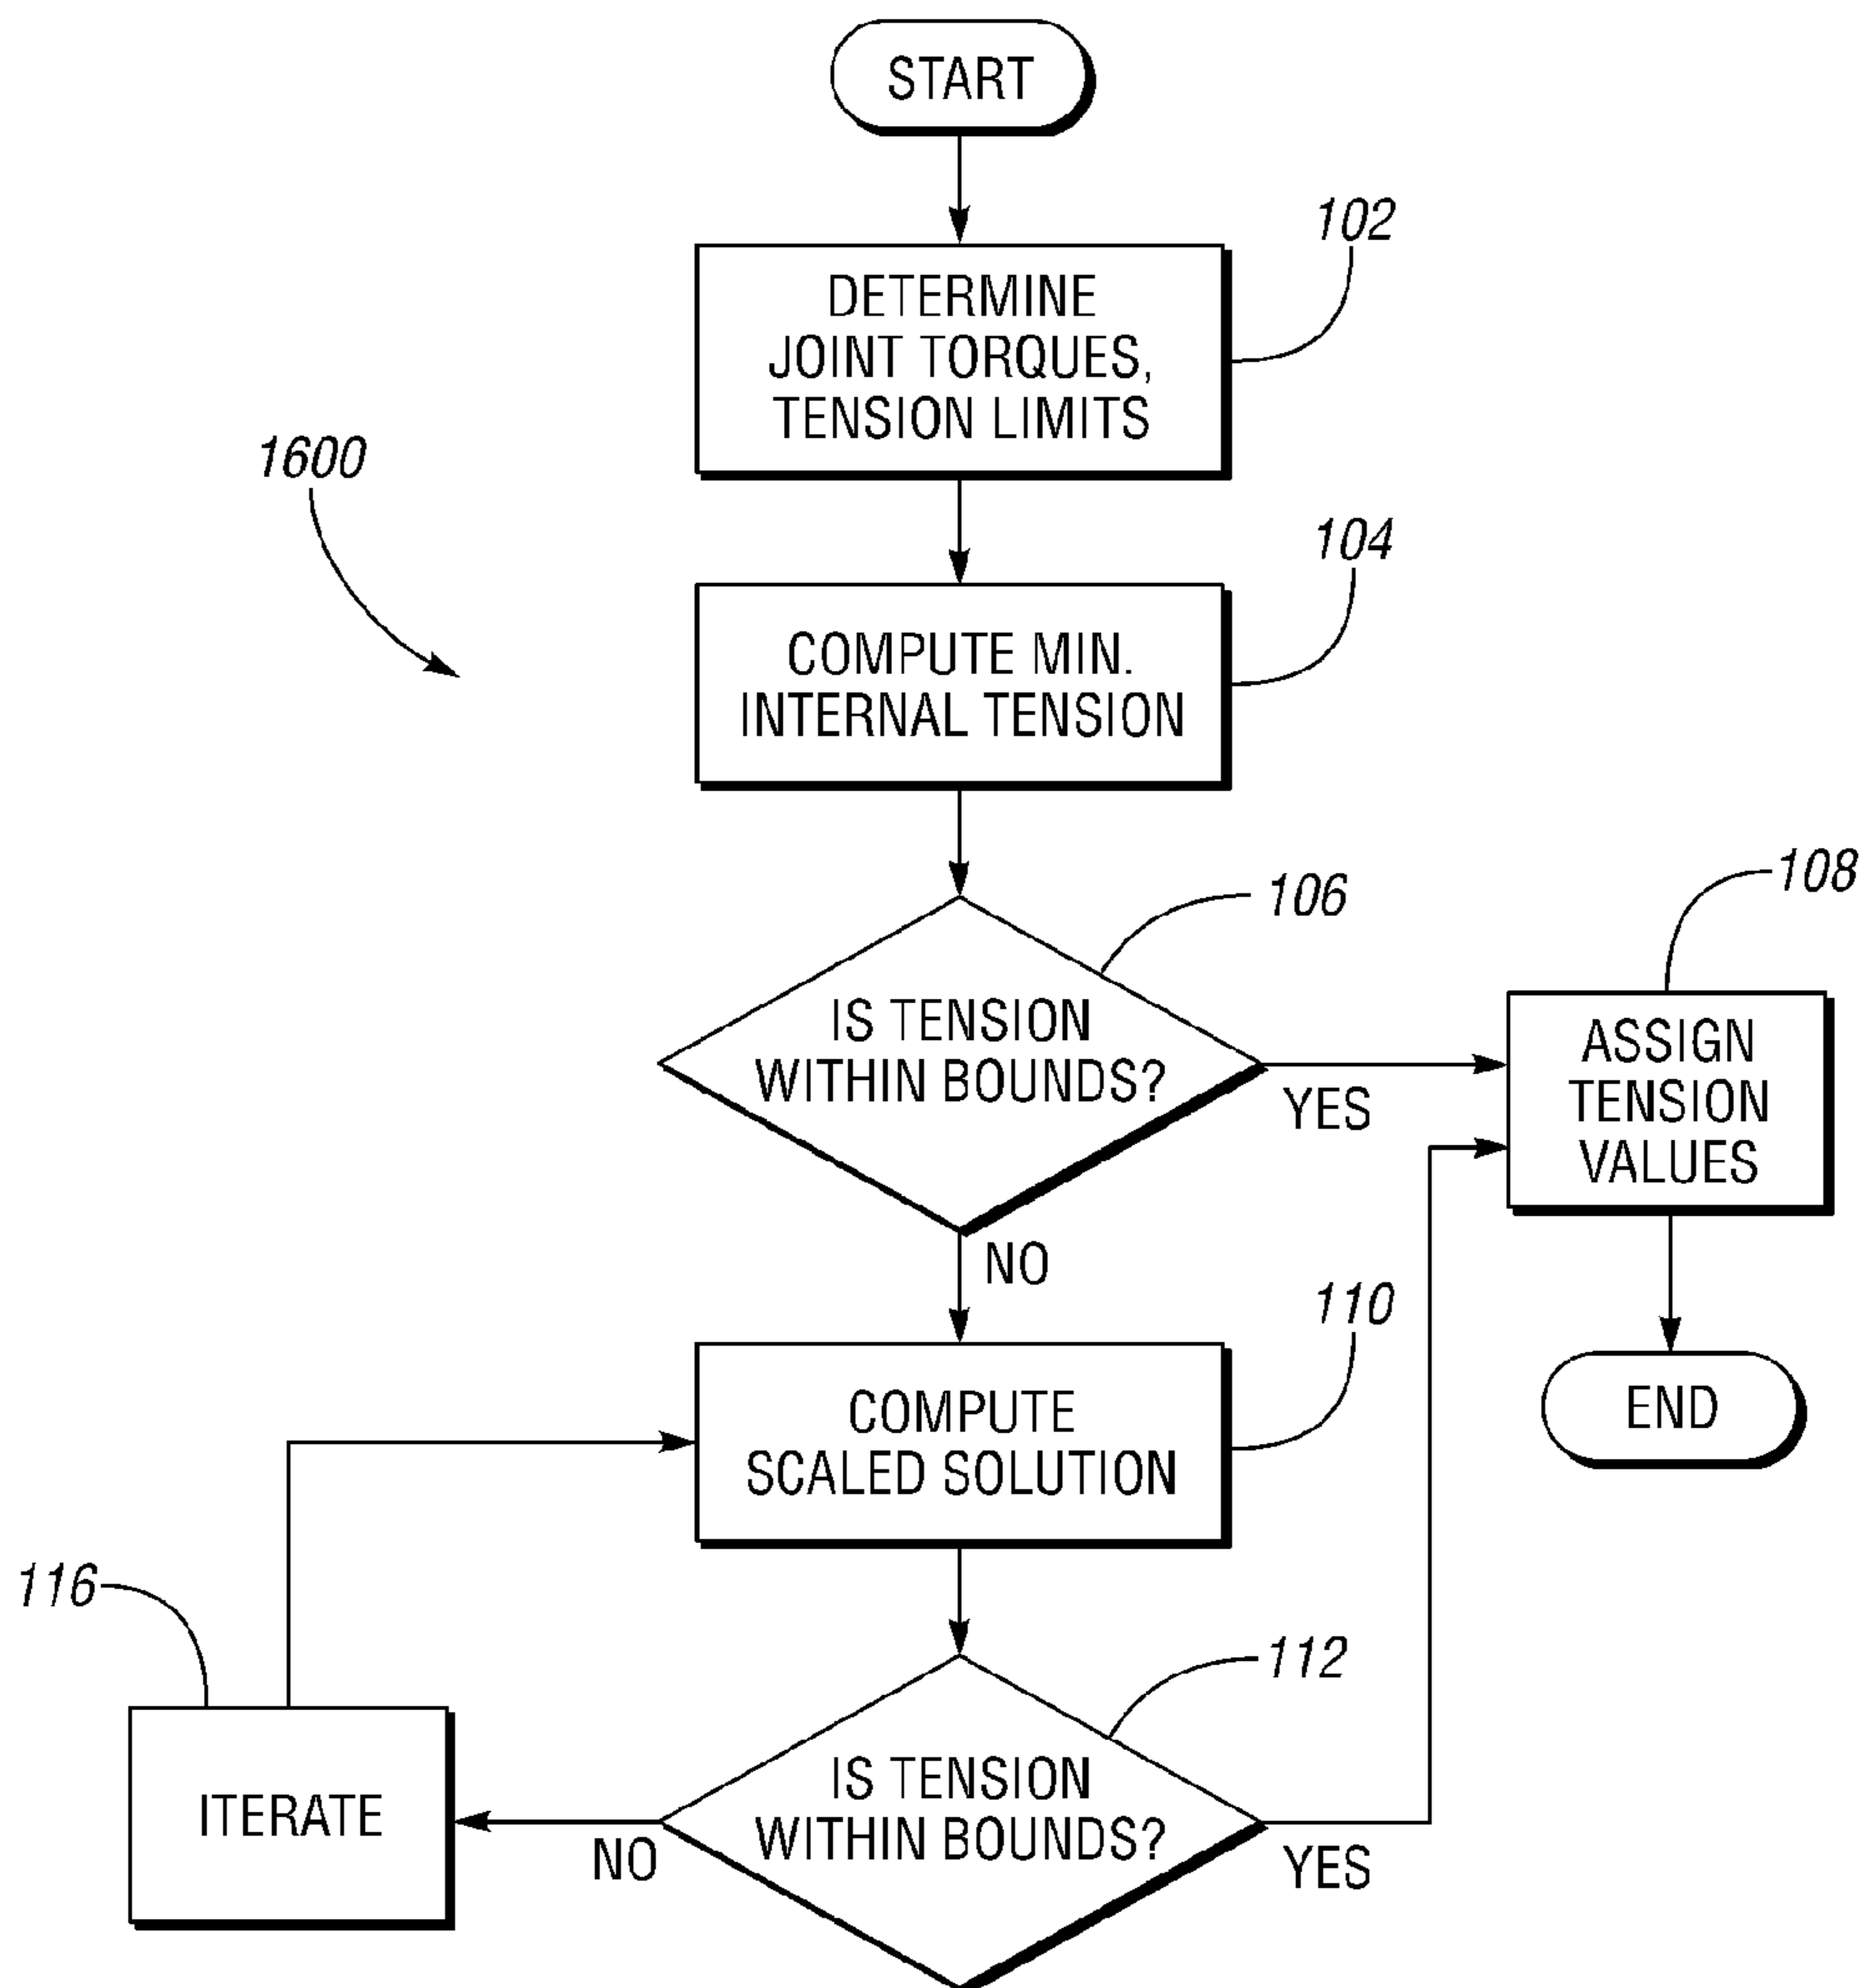 START
102
DETERMINE
JOINT TORQUES,
TENSION LIMITS
1600
104
COMPUTE MIN.
INTERNAL TENSION
106
108
IS TENSION
WITHIN BOUNDS?
YES
ASSIGN
TENSION
VALUES
NO
110
COMPUTE
SCALED SOLUTION
END
116
112
IS TENSION
WITHIN BOUNDS?
ITERATE
NO
YES